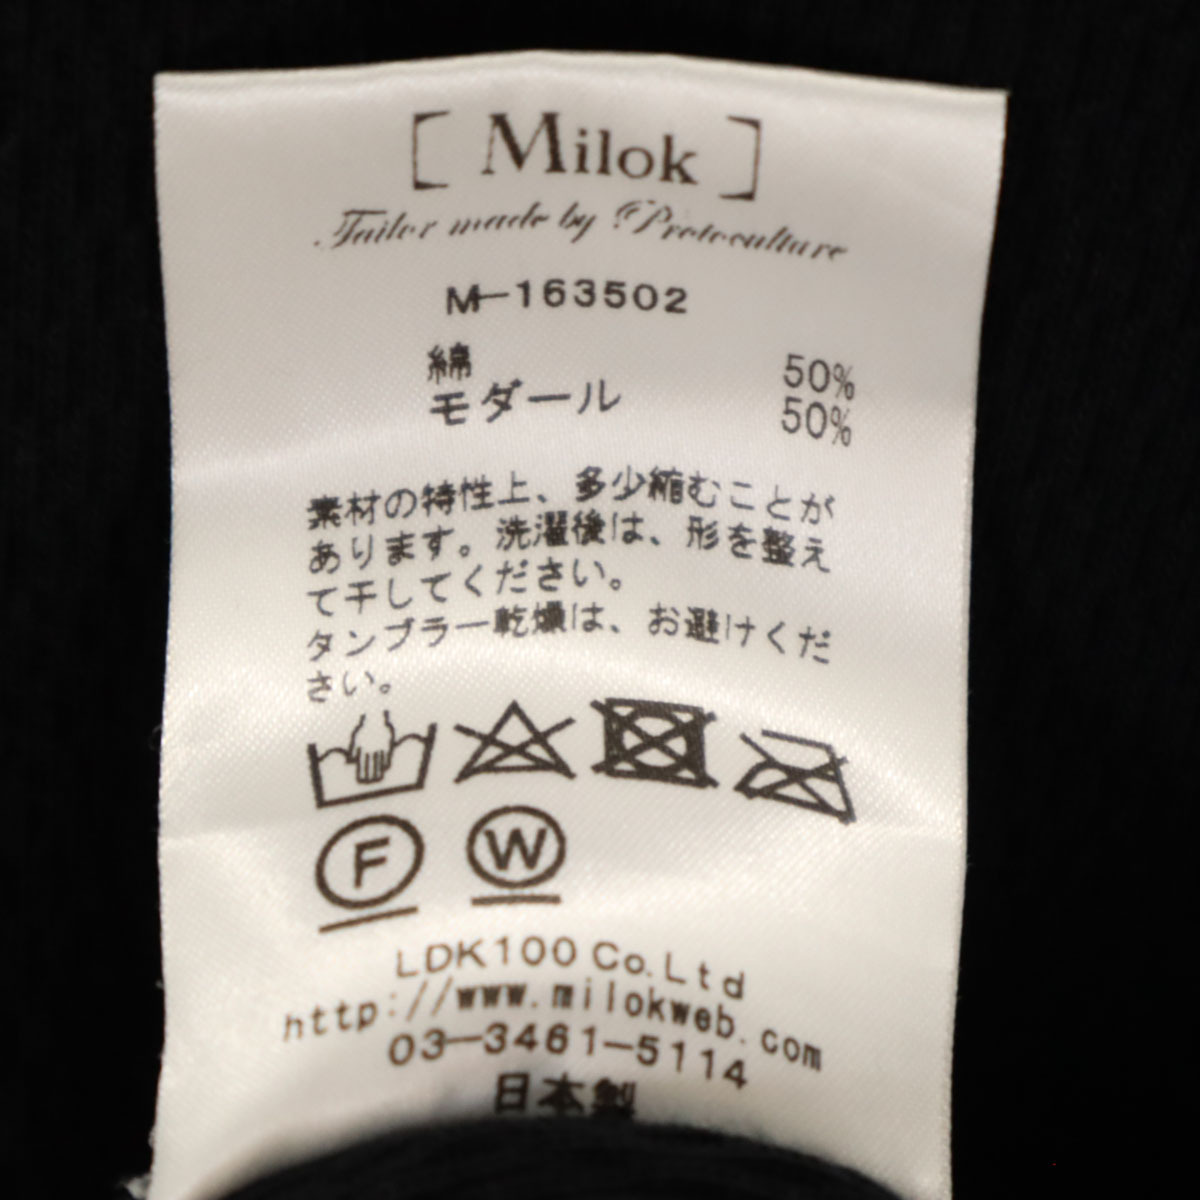 [ Milok ]
Tailor made by Protoculture
M-163502
綿 50%
モダール 50%
素材の特性上、多少縮むことが
あります。洗濯後は、形を整え
て干してください。
タンブラー乾燥は、お避けくだ
さい。
F W
LDK100 Co.Ltd
http://www.milokweb.com
03-3461-5114
日本製